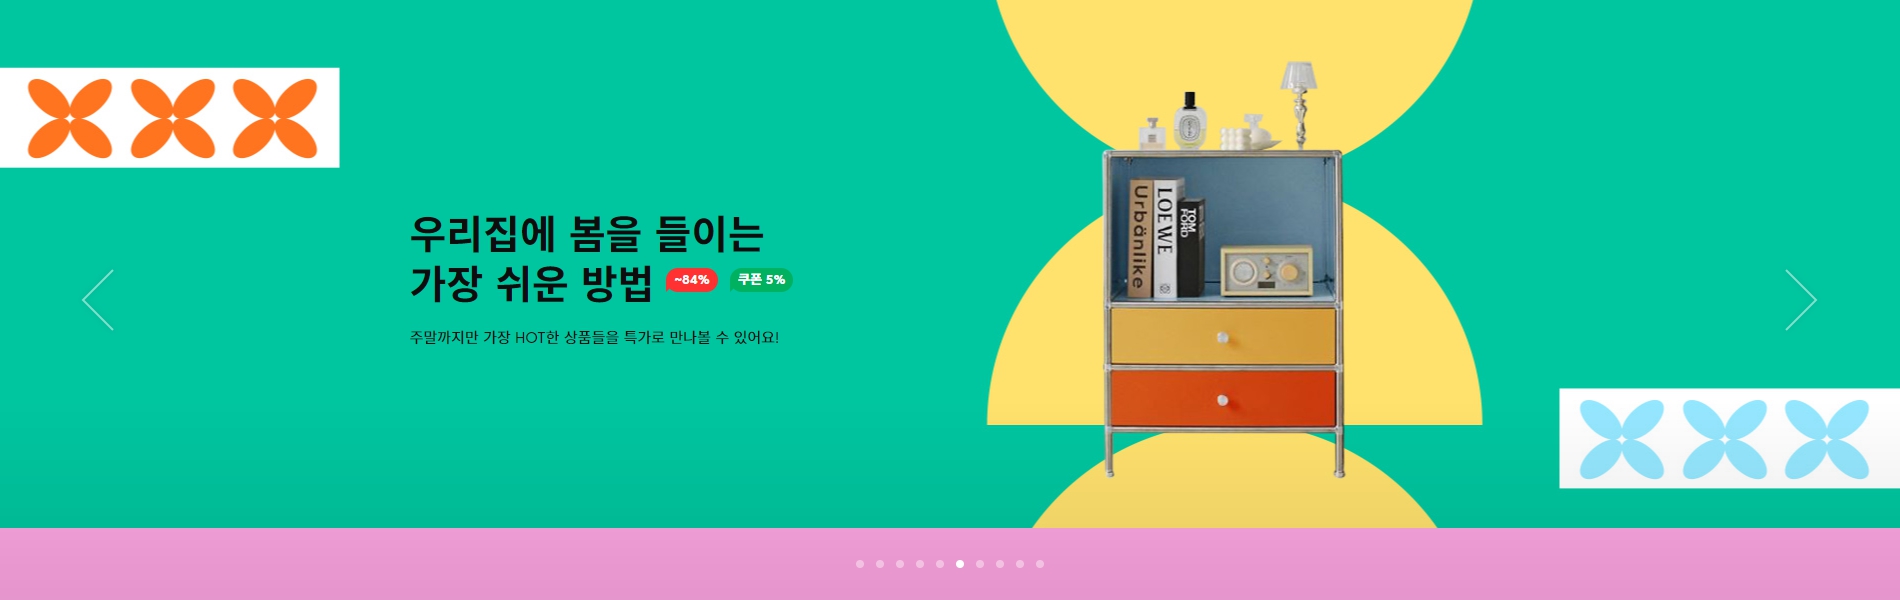 우리집에 봄을 들이는
가장 쉬운 방법 ~84% 쿠폰 5%
주말까지만 가장 HOT한 상품들을 특가로 만나볼 수 있어요!
Urbänlike
LOEWE
TOM FORD